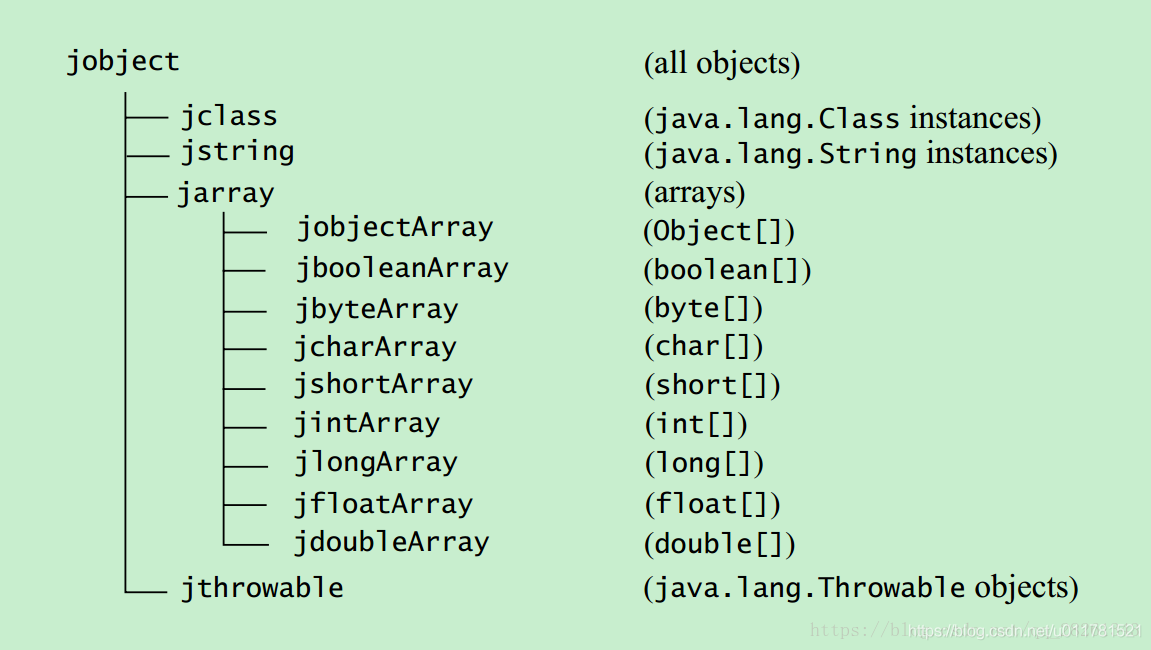 jobject (all objects)
jclass (java.lang.Class instances)
jstring (java.lang.String instances)
jarray (arrays)
jobjectArray (Object[])
jbooleanArray (boolean[])
jbyteArray (byte[])
jcharArray (char[])
jshortArray (short[])
jintArray (int[])
jlongArray (long[])
jfloatArray (float[])
jdoubleArray (double[])
jthrowable (java.lang.Throwable objects)
https://blog.csdn.net/u011781521